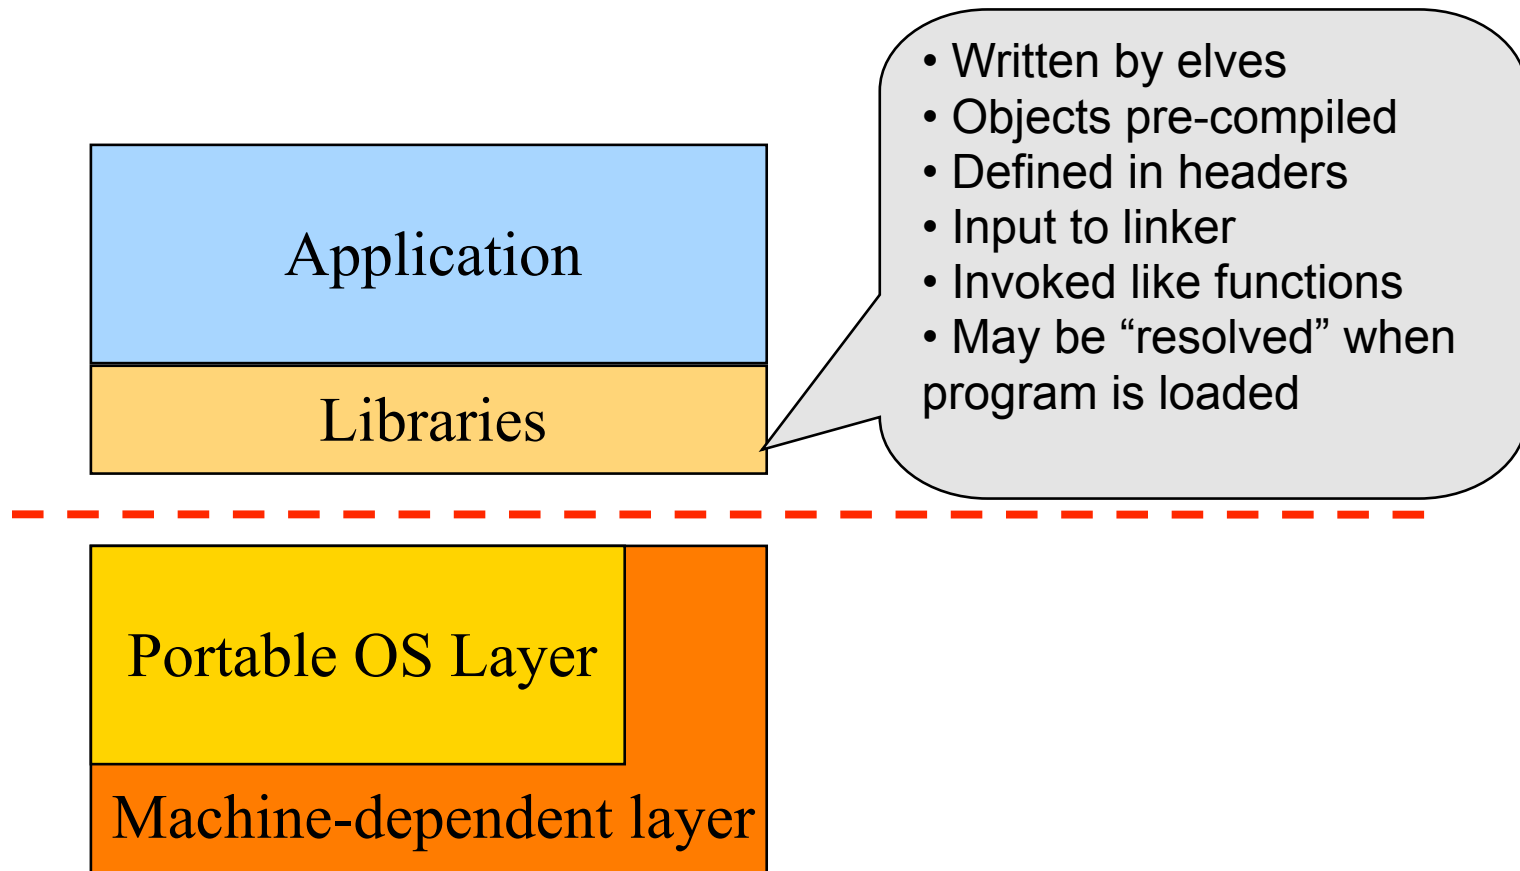 • Written by elves
• Objects pre-compiled
• Defined in headers
• Input to linker
• Invoked like functions
• May be “resolved” when
program is loaded
Application
Libraries
Portable OS Layer
Machine-dependent layer